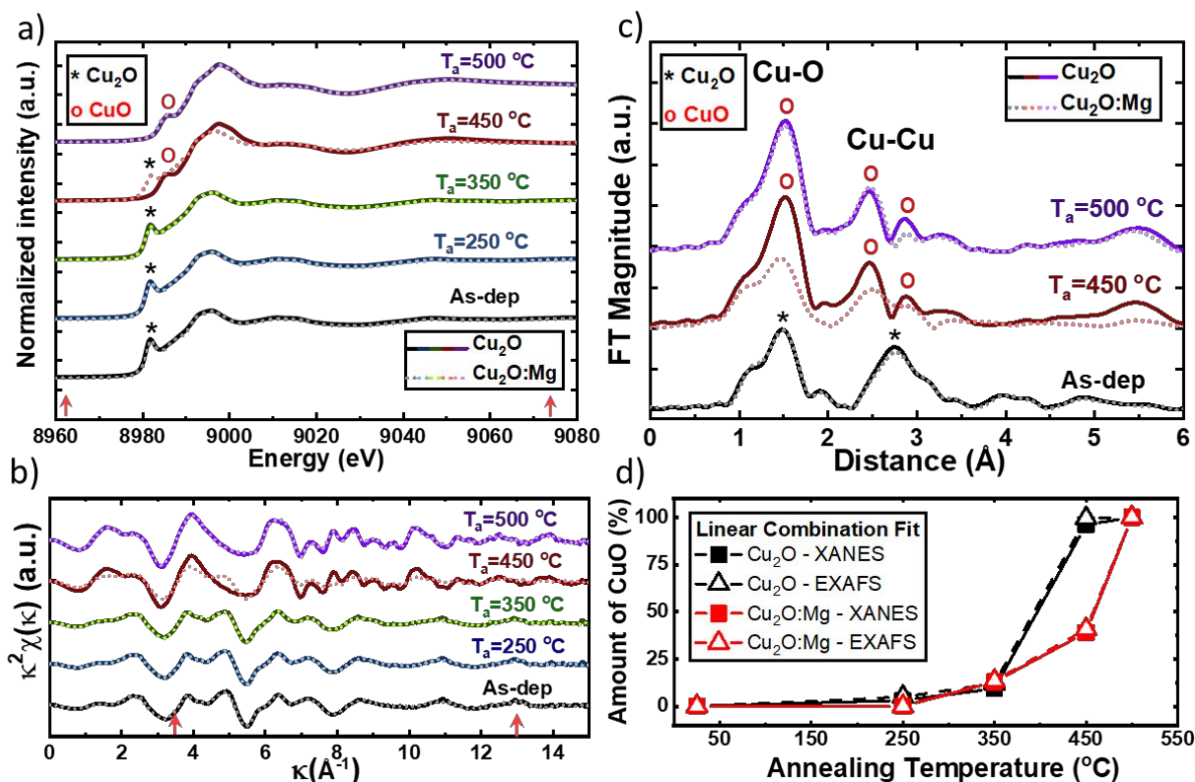 a)
Normalized intensity (a.u.)
* Cu₂O
o CuO
Tₐ=500 °C
o
Tₐ=450 °C
* o
Tₐ=350 °C
*
Tₐ=250 °C
*
As-dep
*
Cu₂O
Cu₂O:Mg
8960 8980 9000 9020 9040 9060 9080
Energy (eV)
b)
κ²χ(κ) (a.u.)
Tₐ=500 °C
Tₐ=450 °C
Tₐ=350 °C
Tₐ=250 °C
As-dep
0 2 4 6 8 10 12 14
κ(Å⁻¹)
c)
FT Magnitude (a.u.)
* Cu₂O
o CuO
Cu-O
Cu₂O
Cu₂O:Mg
o
Cu-Cu
o
o
Tₐ=500 °C
o
o
o
Tₐ=450 °C
*
*
As-dep
0 1 2 3 4 5 6
Distance (Å)
d)
Amount of CuO (%)
100
75
50
25
0
Linear Combination Fit
Cu₂O - XANES
Cu₂O - EXAFS
Cu₂O:Mg - XANES
Cu₂O:Mg - EXAFS
50 150 250 350 450 550
Annealing Temperature (°C)